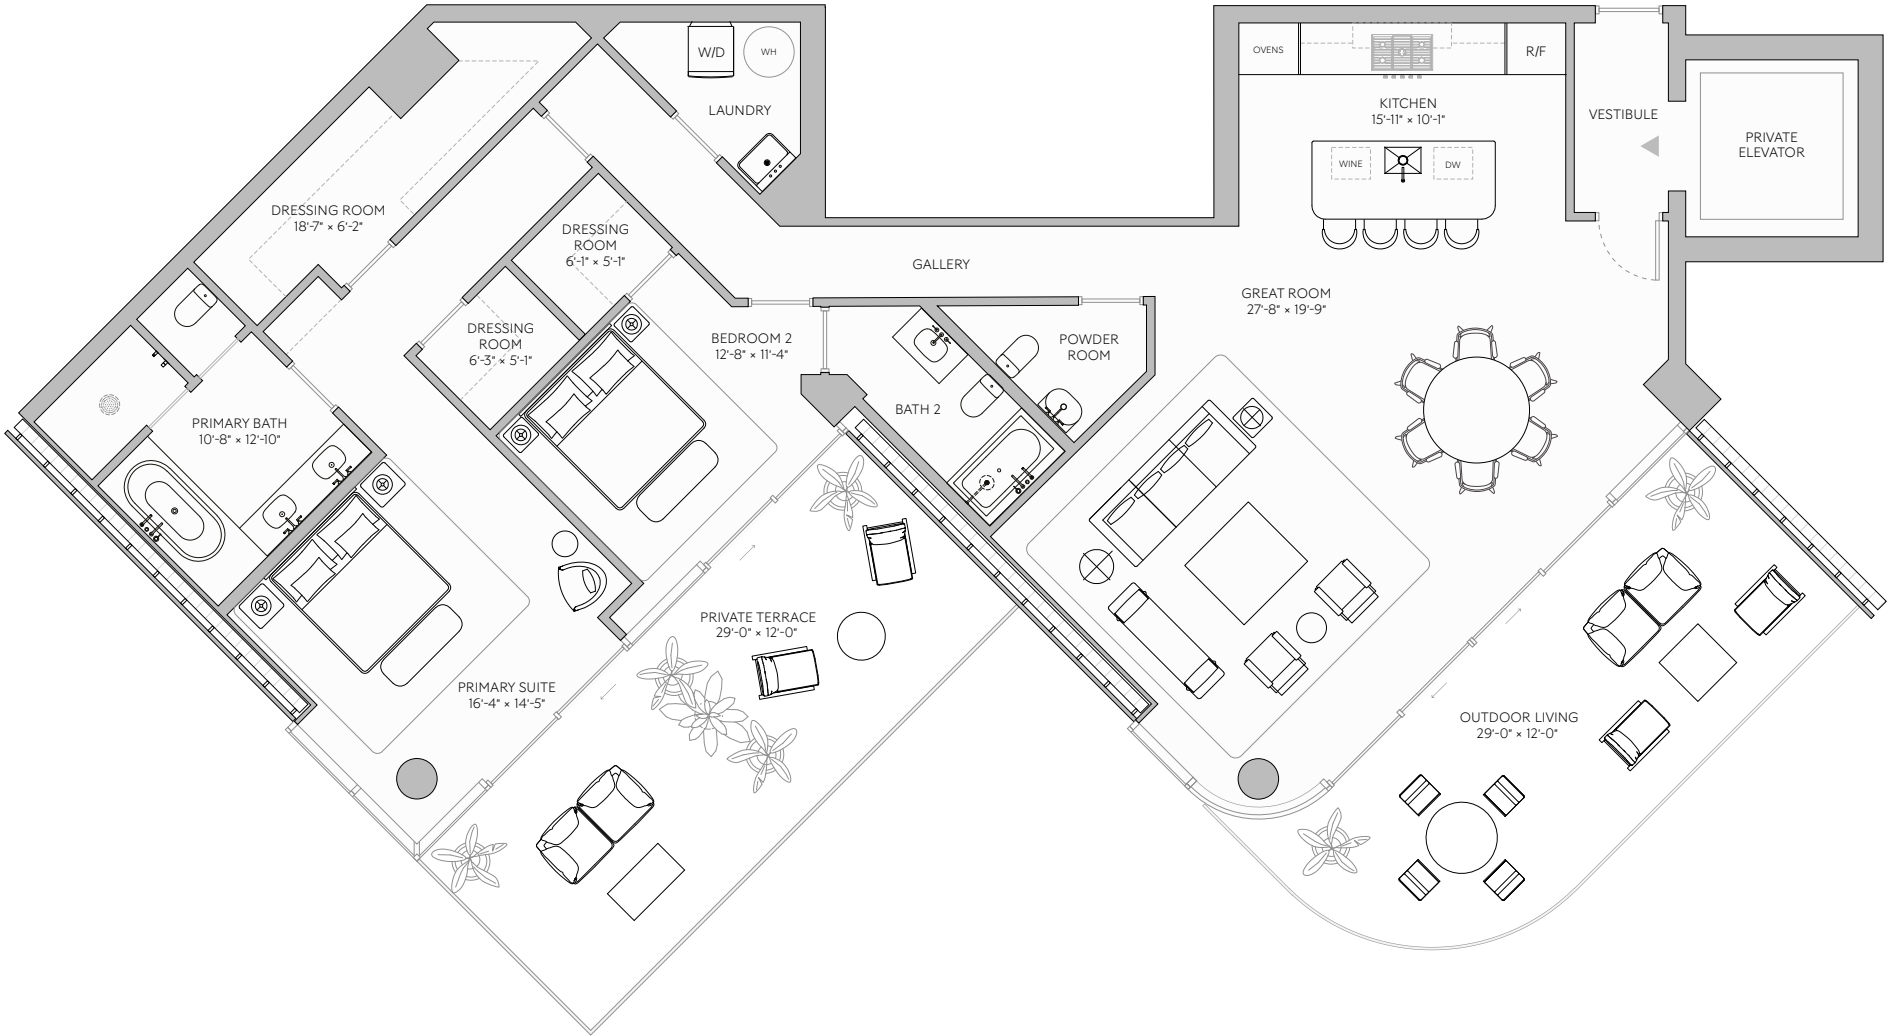 W/D
WH
LAUNDRY
OVENS
R/F
KITCHEN
15'-11" × 10'-1"
WINE
DW
VESTIBULE
PRIVATE
ELEVATOR
DRESSING ROOM
18'-7" × 6'-2"
DRESSING
ROOM
6'-1" × 5'-1"
GALLERY
GREAT ROOM
27'-8" × 19'-9"
DRESSING
ROOM
6'-3" × 5'-1"
BEDROOM 2
12'-8" × 11'-4"
POWDER
ROOM
BATH 2
PRIMARY BATH
10'-8" × 12'-10"
PRIVATE TERRACE
29'-0" × 12'-0"
PRIMARY SUITE
16'-4" × 14'-5"
OUTDOOR LIVING
29'-0" × 12'-0"